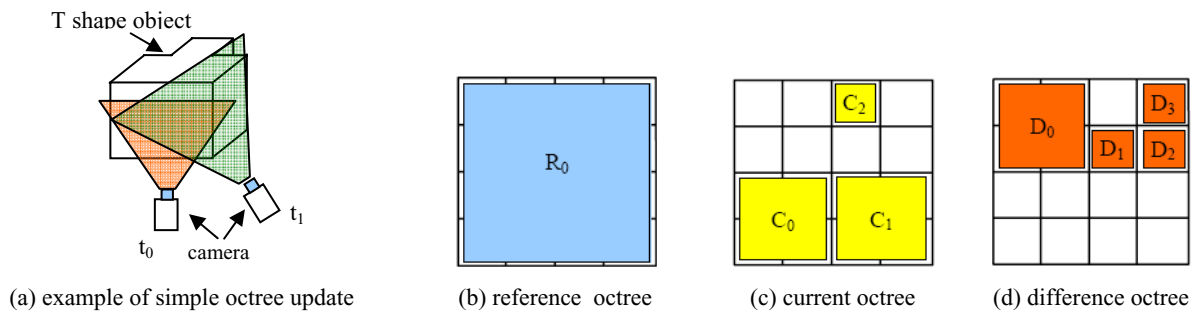 T shape object
t₀
camera
t₁
R₀
C₂
C₀
C₁
D₀
D₃
D₁
D₂
(a) example of simple octree update
(b) reference octree
(c) current octree
(d) difference octree